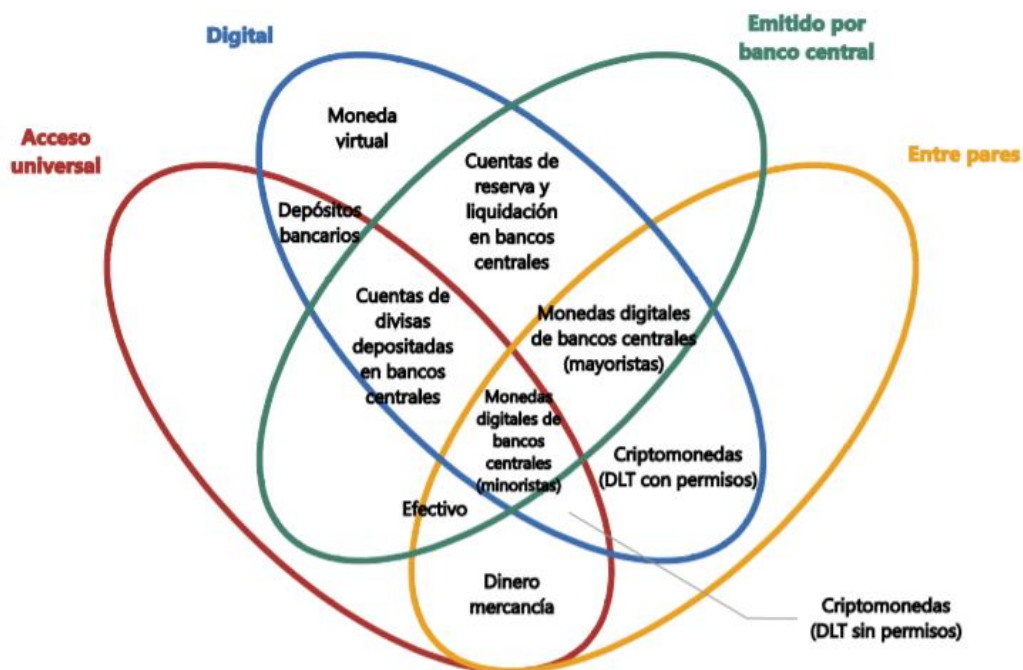 Digital
Emitido por
banco central
Acceso
universal
Entre pares
Moneda
virtual
Cuentas de
reserva y
liquidación
en bancos
centrales
Depósitos
bancarios
Cuentas de
divisas
depositadas
en bancos
centrales
Monedas digitales
de bancos centrales
(mayoristas)
Monedas
digitales de
bancos
centrales
(minoristas)
Criptomonedas
(DLT con permisos)
Efectivo
Dinero
mercancía
Criptomonedas
(DLT sin permisos)